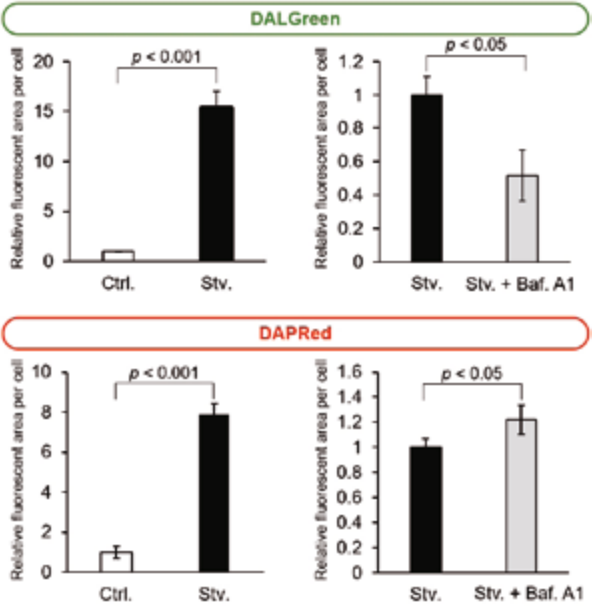 DALGreen
Relative fluorescent area per cell
20
15
10
5
0
p < 0.001
Ctrl.
Stv.
Relative fluorescent area per cell
1.2
1
0.8
0.6
0.4
0.2
0
p < 0.05
Stv.
Stv. + Baf. A1
DAPRed
Relative fluorescent area per cell
10
8
6
4
2
0
p < 0.001
Ctrl.
Stv.
Relative fluorescent area per cell
1.6
1.4
1.2
1
0.8
0.6
0.4
0.2
0
p < 0.05
Stv.
Stv. + Baf. A1